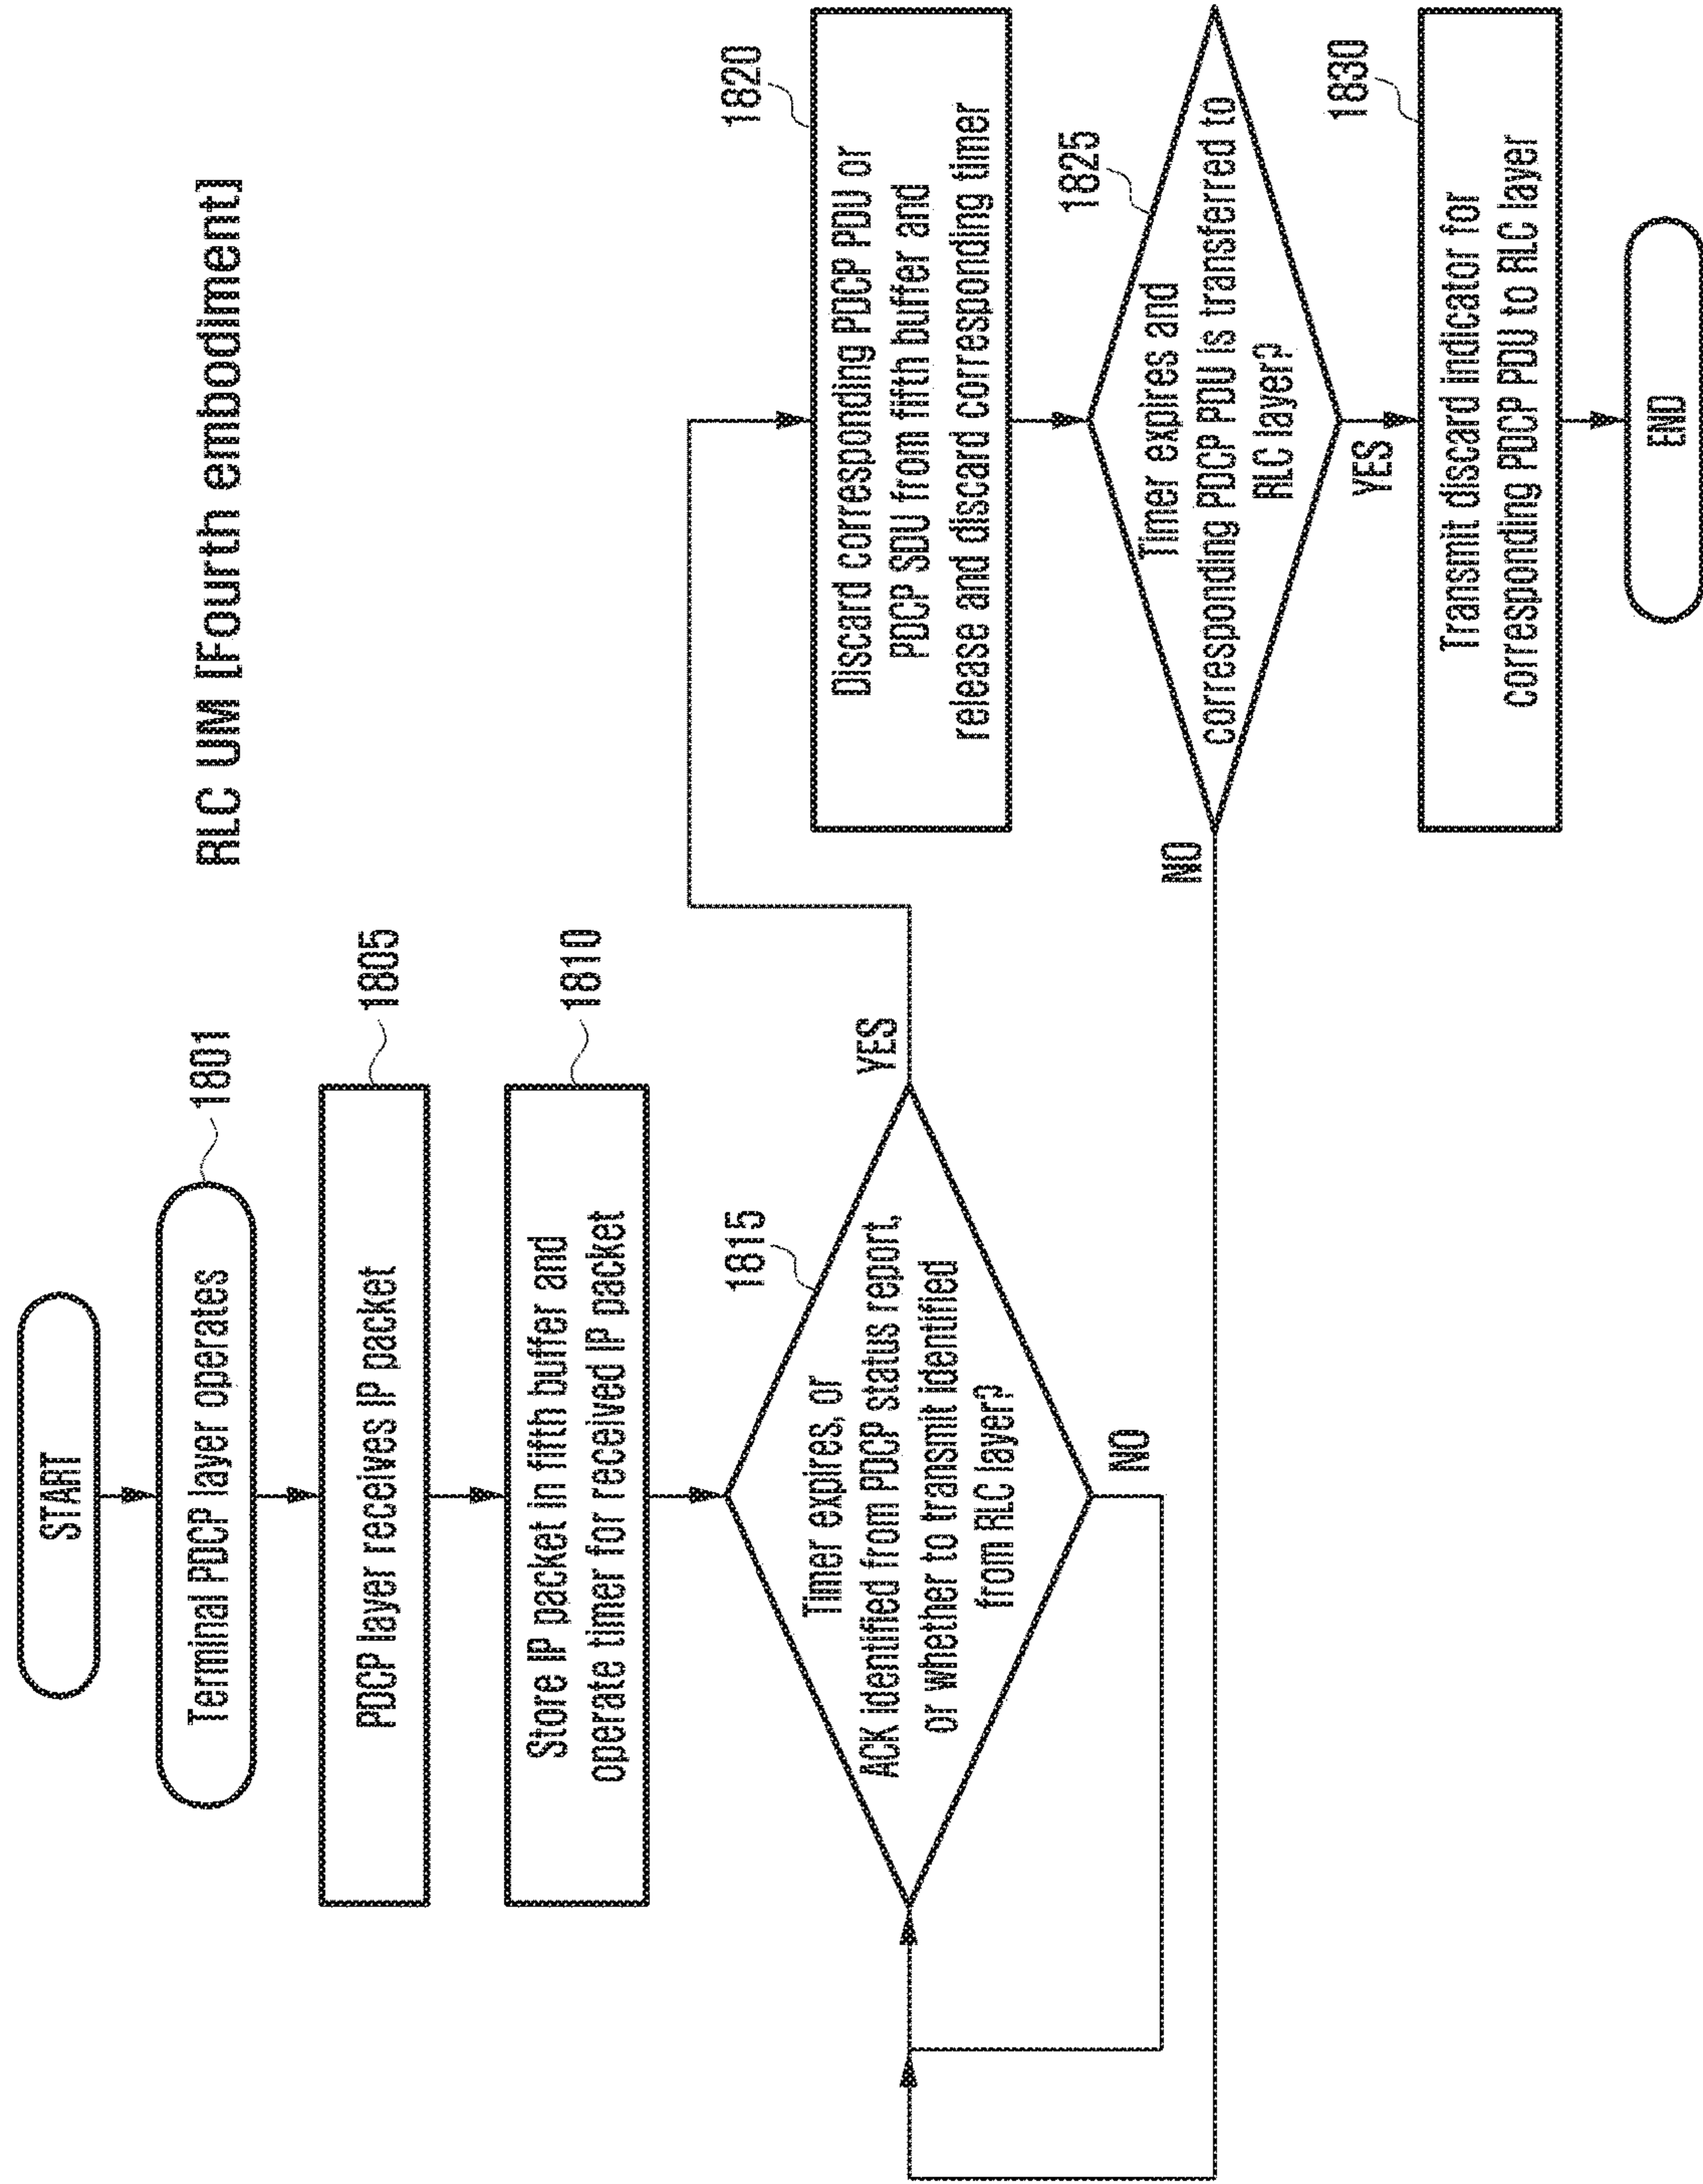 RLC UM [Fourth embodiment]
START
Terminal PDCP layer operates
1801
PDCP layer receives IP packet
1805
Store IP packet in fifth buffer and
operate timer for received IP packet
1810
Timer expires, or
ACK identified from PDCP status report,
or whether to transmit identified
from RLC layer?
1815
YES
NO
Discard corresponding PDCP PDU or
PDCP SDU from fifth buffer and
release and discard corresponding timer
1820
Timer expires and
corresponding PDCP PDU is transferred to
RLC layer?
1825
NO
YES
Transmit discard indicator for
corresponding PDCP PDU to RLC layer
1830
END